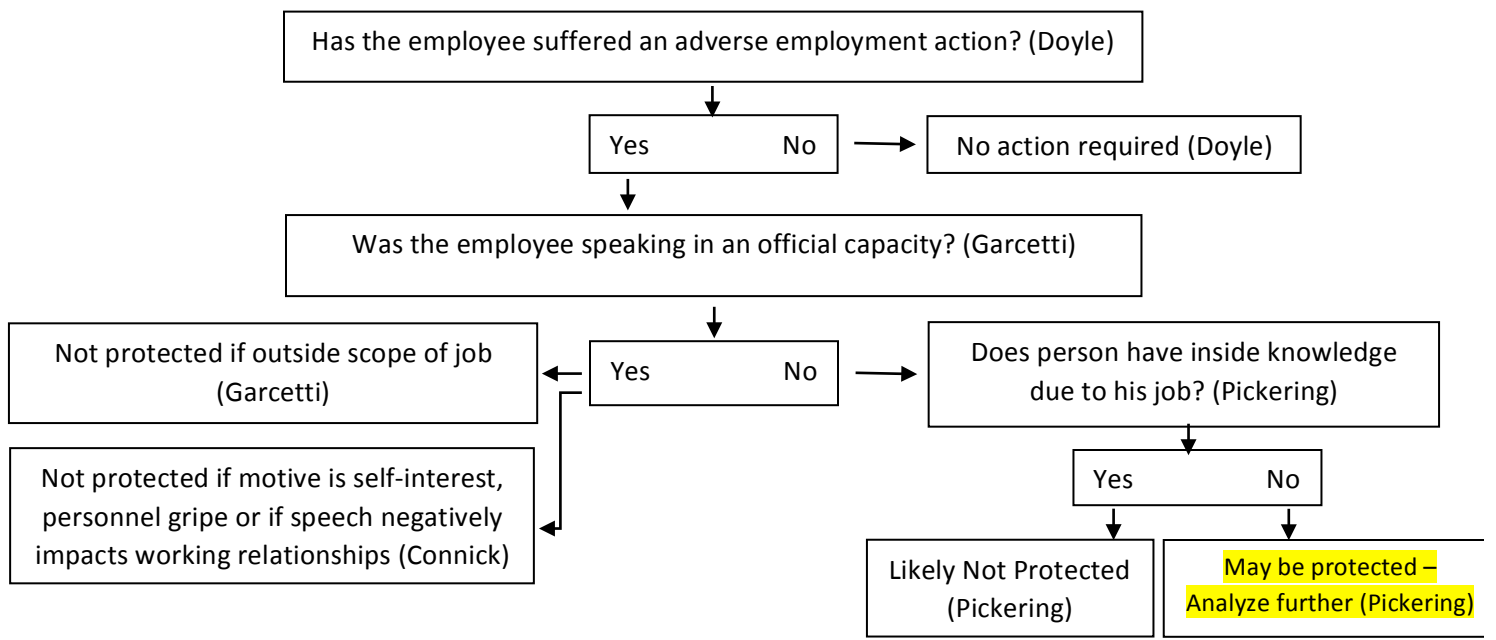 Has the employee suffered an adverse employment action? (Doyle)
Yes No
No action required (Doyle)
Was the employee speaking in an official capacity? (Garcetti)
Not protected if outside scope of job
(Garcetti)
Yes No
Does person have inside knowledge
due to his job? (Pickering)
Not protected if motive is self-interest,
personnel gripe or if speech negatively
impacts working relationships (Connick)
Yes No
Likely Not Protected
(Pickering)
May be protected –
Analyze further (Pickering)